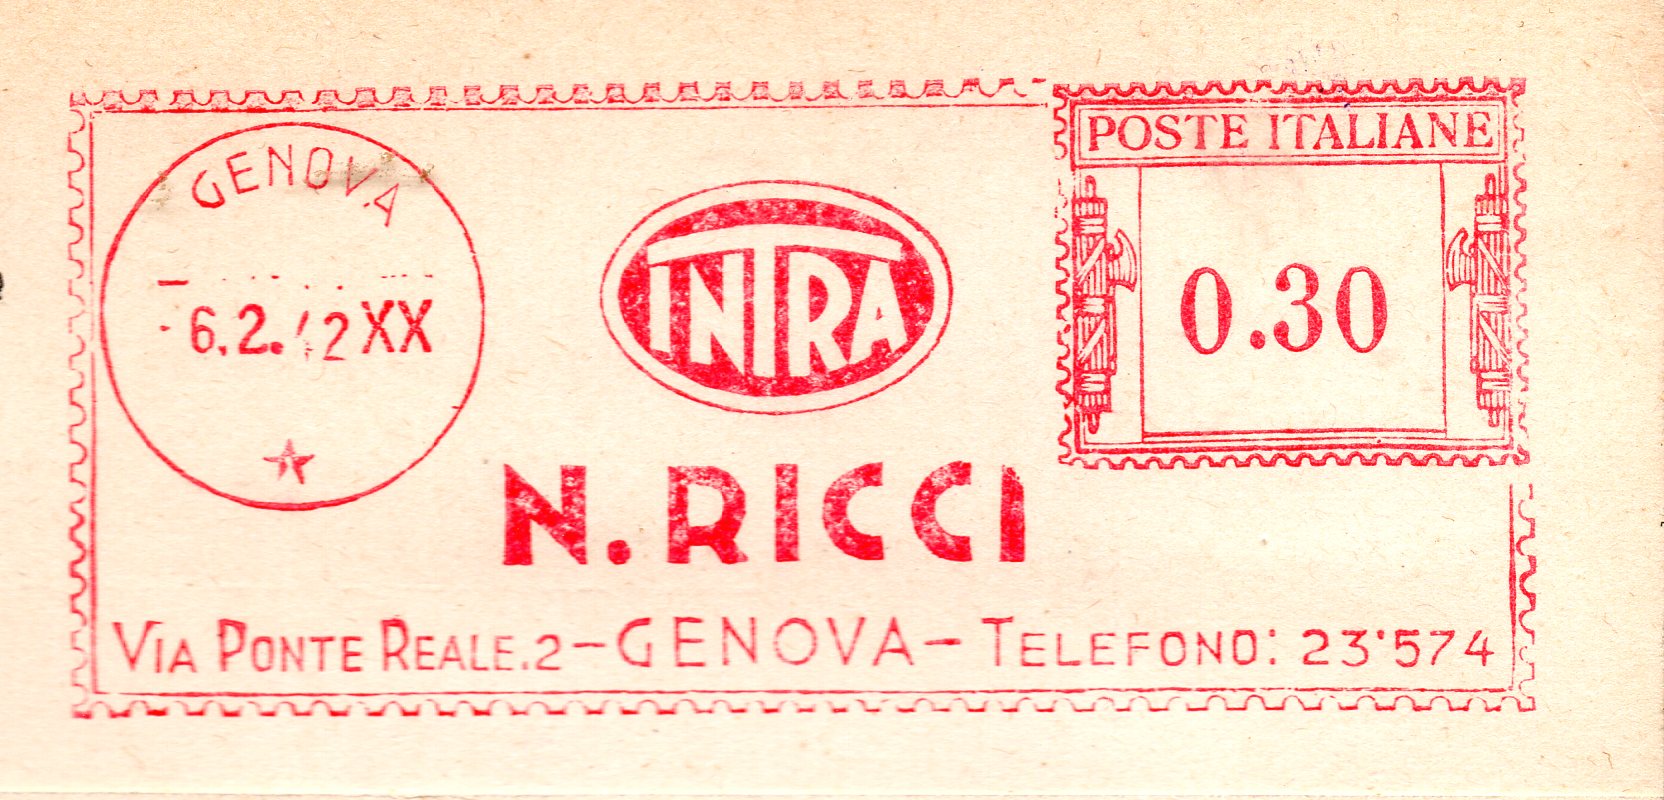 GENOVA
6.2.42 XX
INTRA
POSTE ITALIANE
0.30
N. RICCI
VIA PONTE REALE.2 - GENOVA - TELEFONO: 23'574